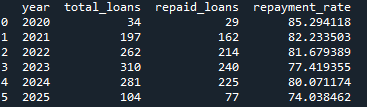 year total_loans repaid_loans repayment_rate
0 2020 34 29 85.294118
1 2021 197 162 82.233503
2 2022 262 214 81.679389
3 2023 310 240 77.419355
4 2024 281 225 80.071174
5 2025 104 77 74.038462